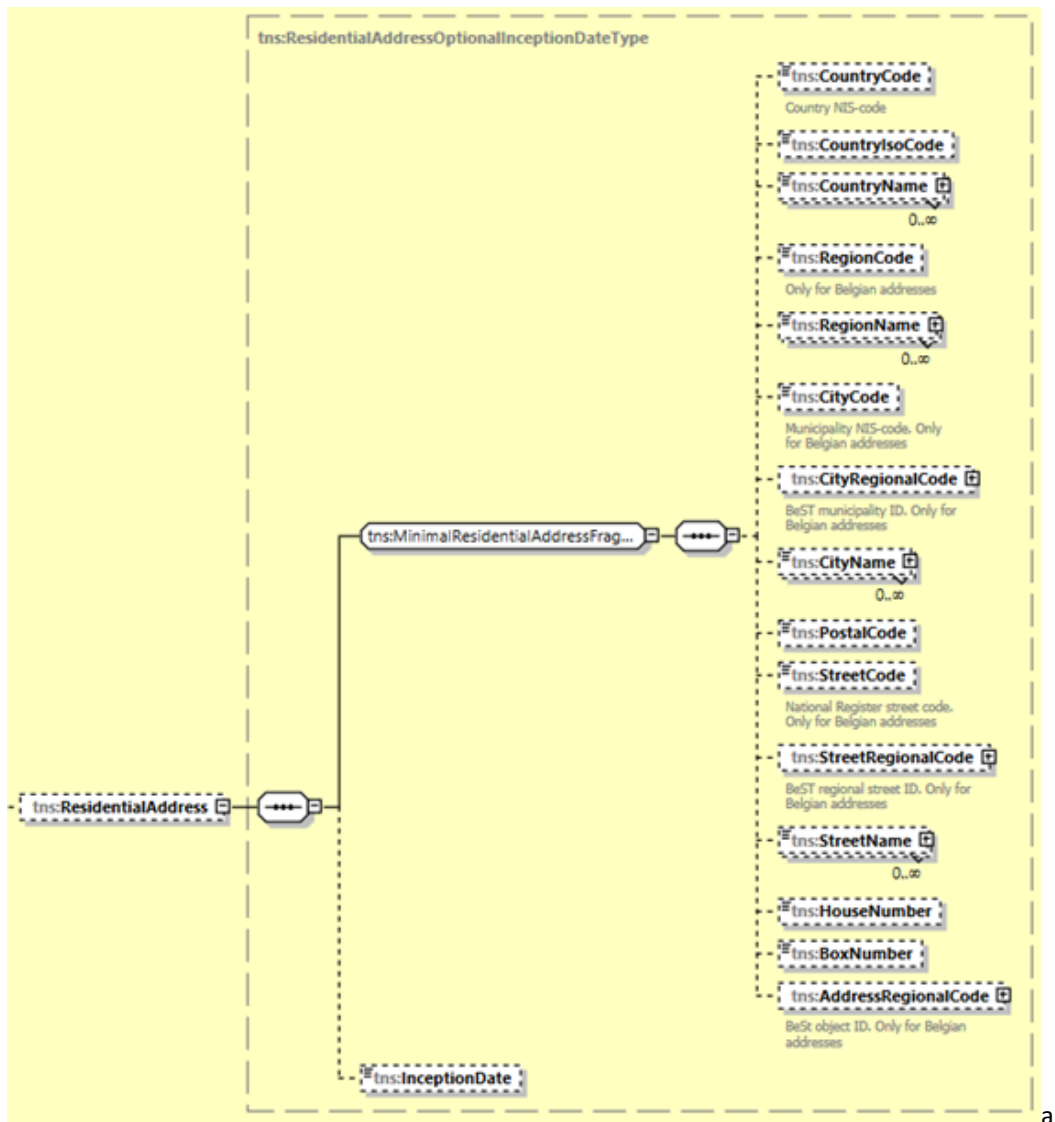 tns:ResidentialAddressOptionalInceptionDateType
tns:CountryCode
Country NIS-code
tns:CountryIsoCode
tns:CountryName
0..∞
tns:RegionCode
Only for Belgian addresses
tns:RegionName
0..∞
tns:CityCode
Municipality NIS-code. Only
for Belgian addresses
tns:CityRegionalCode
BeST municipality ID. Only for
Belgian addresses
tns:MinimalResidentialAddressFrag...
tns:CityName
0..∞
tns:PostalCode
tns:StreetCode
National Register street code.
Only for Belgian addresses
tns:StreetRegionalCode
BeST regional street ID. Only for
Belgian addresses
tns:ResidentialAddress
tns:StreetName
0..∞
tns:HouseNumber
tns:BoxNumber
tns:AddressRegionalCode
BeSt object ID. Only for Belgian
addresses
tns:InceptionDate
a